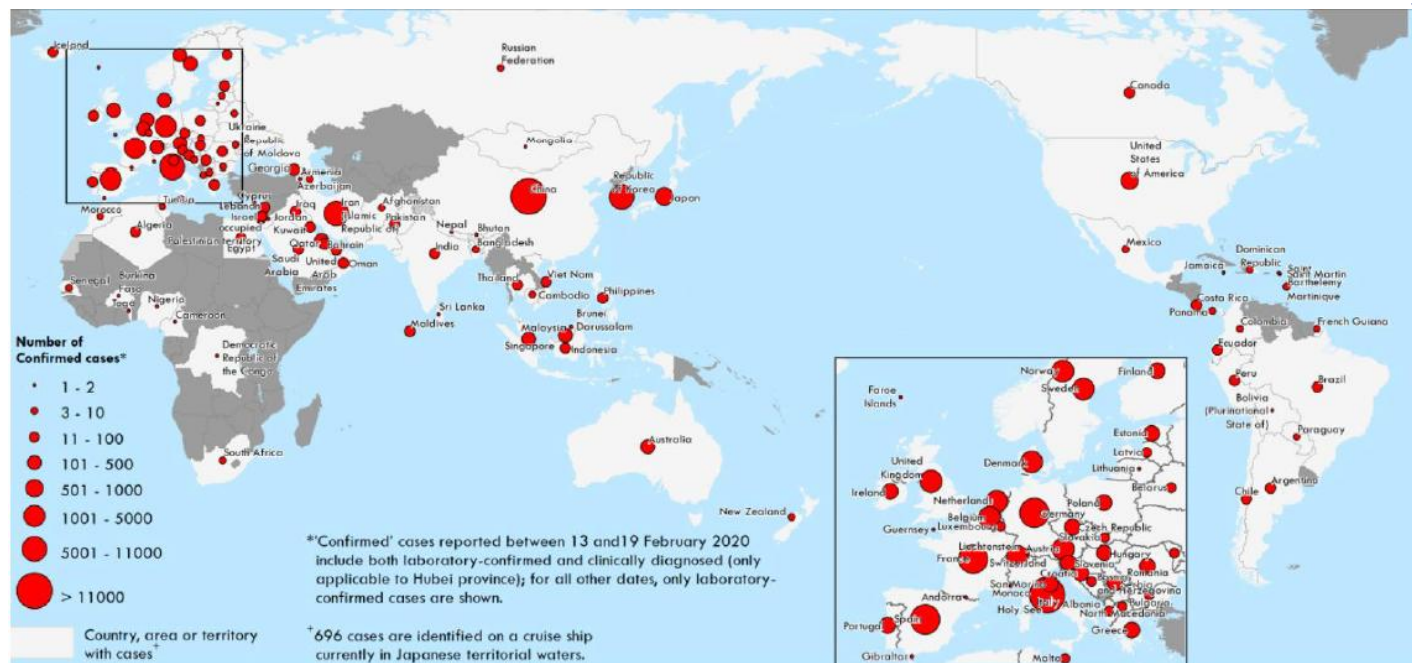 Iceland
Russian
Federation
Canada
Ukraine
Republic
of Moldova
Mongolia
United
States
of America
Georgia
Armenia
Azerbaijan
Republic
of Korea
China
Japan
Tunisia
Cyprus
Lebanon
Iraq
Iran
(Islamic
Republic of)
Afghanistan
Morocco
Israel
Jordan
Pakistan
Algeria
occupied
Palestinian territory
Kuwait
Nepal
Bhutan
Mexico
Egypt
Qatar
Bahrain
India
Bangladesh
Dominican
Republic
Saudi
Arabia
United
Arab
Emirates
Oman
Jamaica
Saint
Saint Martin
Barthelemy
Martinique
Senegal
Burkina
Faso
Thailand
Viet Nam
Togo
Nigeria
Cambodia
Philippines
Costa Rica
Cameroon
Sri Lanka
Brunei
Darussalam
Panama
Maldives
Malaysia
Colombia
French Guiana
Singapore
Indonesia
Ecuador
Democratic
Republic of
the Congo
Peru
Brazil
Bolivia
(Plurinational
State of)
Paraguay
South Africa
Australia
Chile
Argentina
New Zealand
Number of
Confirmed cases*
1 - 2
3 - 10
11 - 100
101 - 500
501 - 1000
1001 - 5000
5001 - 11000
> 11000
Country, area or territory
with cases+
*'Confirmed' cases reported between 13 and19 February 2020
include both laboratory-confirmed and clinically diagnosed (only
applicable to Hubei province); for all other dates, only laboratory-
confirmed cases are shown.
+696 cases are identified on a cruise ship
currently in Japanese territorial waters.
Norway
Finland
Sweden
Faroe
Islands
Estonia
Latvia
United
Kingdom
Denmark
Lithuania
Ireland
Belarus
Netherlands
Poland
Belgium
Germany
Guernsey
Luxembourg
Czech Republic
Slovakia
Liechtenstein
Austria
Hungary
France
Switzerland
Slovenia
Croatia
Romania
San Marino
Bosnia
and Herzegovina
Serbia
Monaco
Andorra
Italy
Holy See
Albania
Bulgaria
North Macedonia
Portugal
Spain
Greece
Gibraltar
Malta